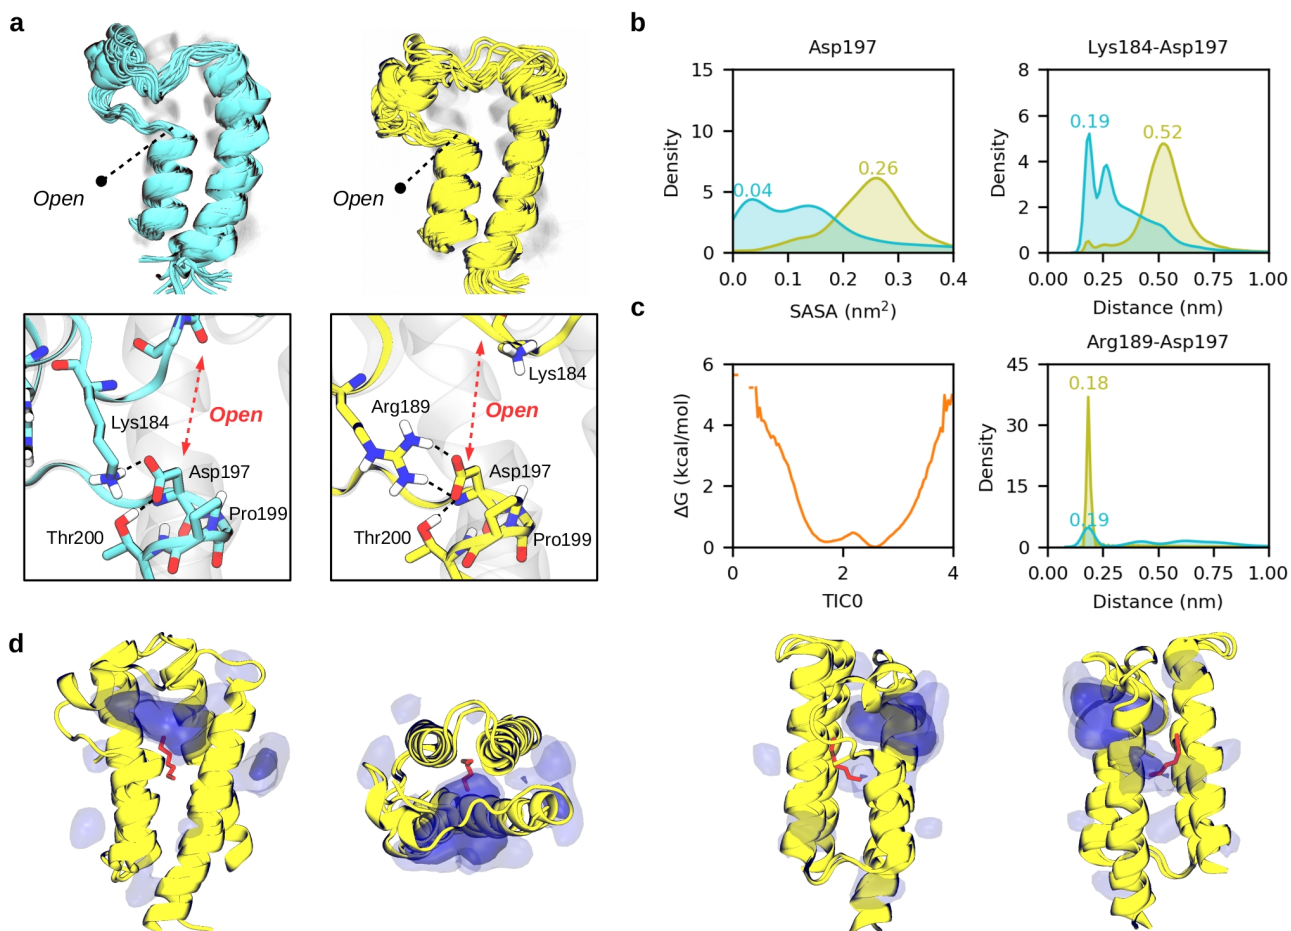 a
Open
Open
Lys184
Open
Asp197
Pro199
Thr200
Lys184
Arg189
Open
Asp197
Pro199
Thr200
b
Asp197
15
10
5
0
Density
0.04
0.26
0.0 0.1 0.2 0.3 0.4
SASA (nm²)
Lys184-Asp197
8
6
4
2
0
Density
0.19
0.52
0.00 0.25 0.50 0.75 1.00
Distance (nm)
c
6
4
2
0
ΔG (kcal/mol)
0 2 4
TIC0
Arg189-Asp197
45
30
15
0
Density
0.18
0.19
0.00 0.25 0.50 0.75 1.00
Distance (nm)
d